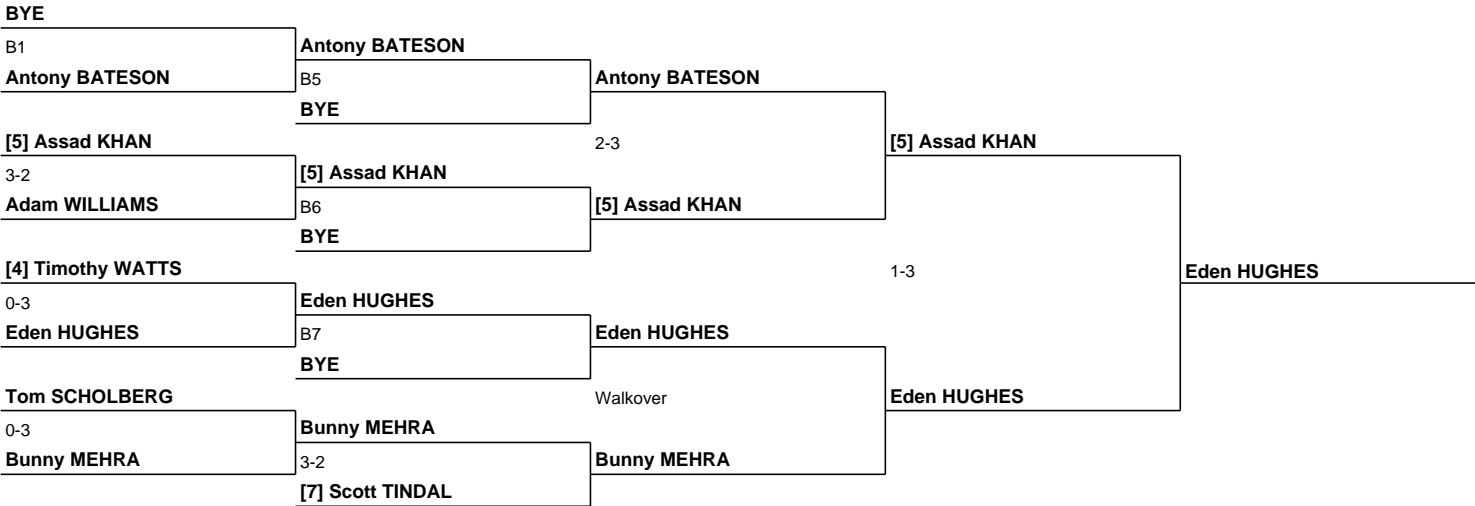 BYE
B1
Antony BATESON
Antony BATESON
B5
Antony BATESON
BYE
[5] Assad KHAN
2-3
[5] Assad KHAN
3-2
[5] Assad KHAN
Adam WILLIAMS
B6
[5] Assad KHAN
BYE
[4] Timothy WATTS
1-3
Eden HUGHES
0-3
Eden HUGHES
Eden HUGHES
B7
Eden HUGHES
BYE
Tom SCHOLBERG
Walkover
Eden HUGHES
0-3
Bunny MEHRA
Bunny MEHRA
3-2
Bunny MEHRA
[7] Scott TINDAL